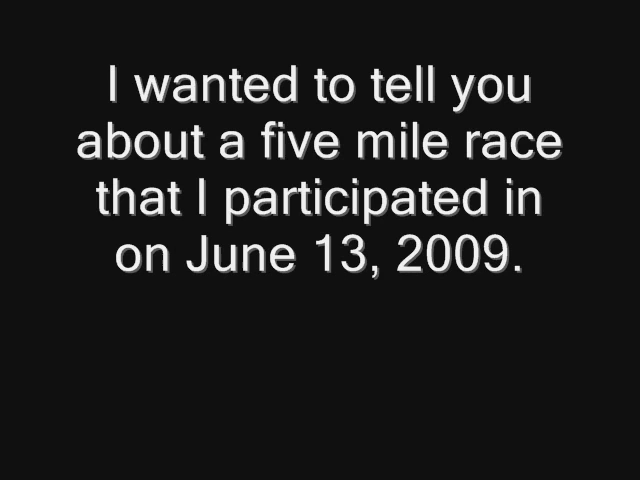 I wanted to tell you
about a five mile race
that I participated in
on June 13, 2009.